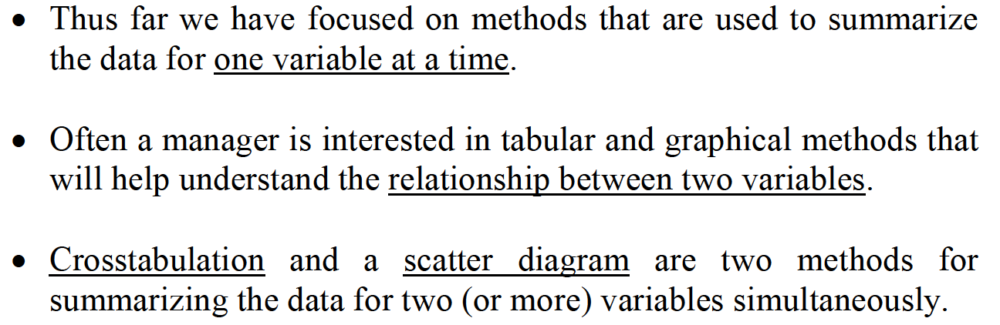 • Thus far we have focused on methods that are used to summarize
the data for one variable at a time.
• Often a manager is interested in tabular and graphical methods that
will help understand the relationship between two variables.
• Crosstabulation and a scatter diagram are two methods for
summarizing the data for two (or more) variables simultaneously.